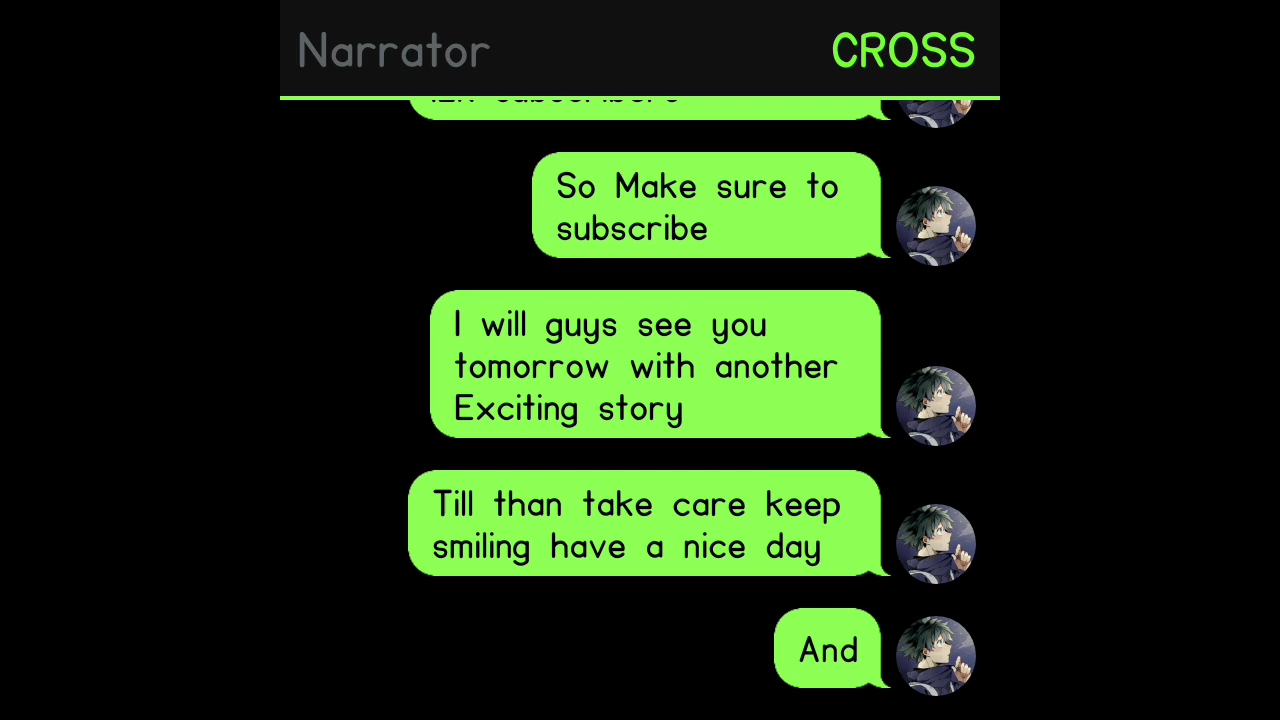 Narrator CROSS
subscribers
So Make sure to
subscribe
I will guys see you
tomorrow with another
Exciting story
Till than take care keep
smiling have a nice day
And